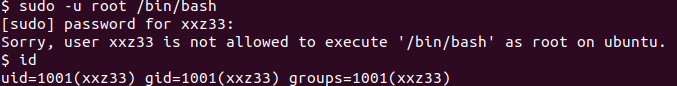 $ sudo -u root /bin/bash
[sudo] password for xxz33:
Sorry, user xxz33 is not allowed to execute '/bin/bash' as root on ubuntu.
$ id
uid=1001(xxz33) gid=1001(xxz33) groups=1001(xxz33)